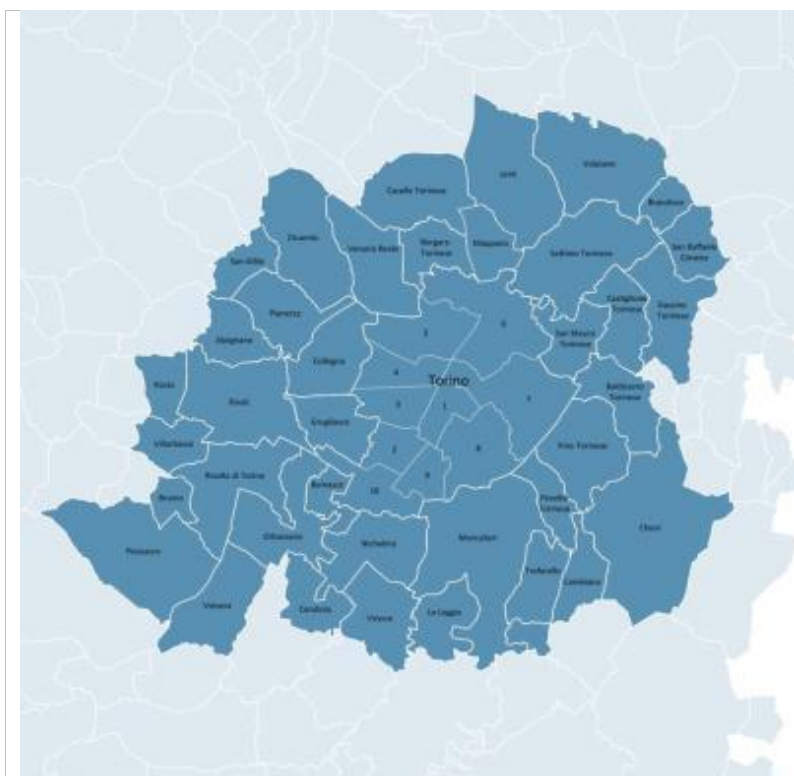 Leini
Volpiano
Caselle Torinese
Brandizzo
Druento
Venaria Reale
Borgaro
Torinese
Mappano
Settimo Torinese
San Raffaele
Cimena
San Gillio
Castiglione
Torinese
Gassino
Torinese
Pianezza
6
5
San Mauro
Torinese
Alpignano
Collegno
4
Torino
Rosta
Rivoli
Baldissero
Torinese
3
1
7
Grugliasco
Villarbasse
Pino Torinese
2
8
Rivalta di Torino
Beinasco
9
10
Bruino
Pecetto
Torinese
Chieri
Orbassano
Piossasco
Nichelino
Moncalieri
Trofarello
Cambiano
Volvera
Candiolo
Vinovo
La Loggia